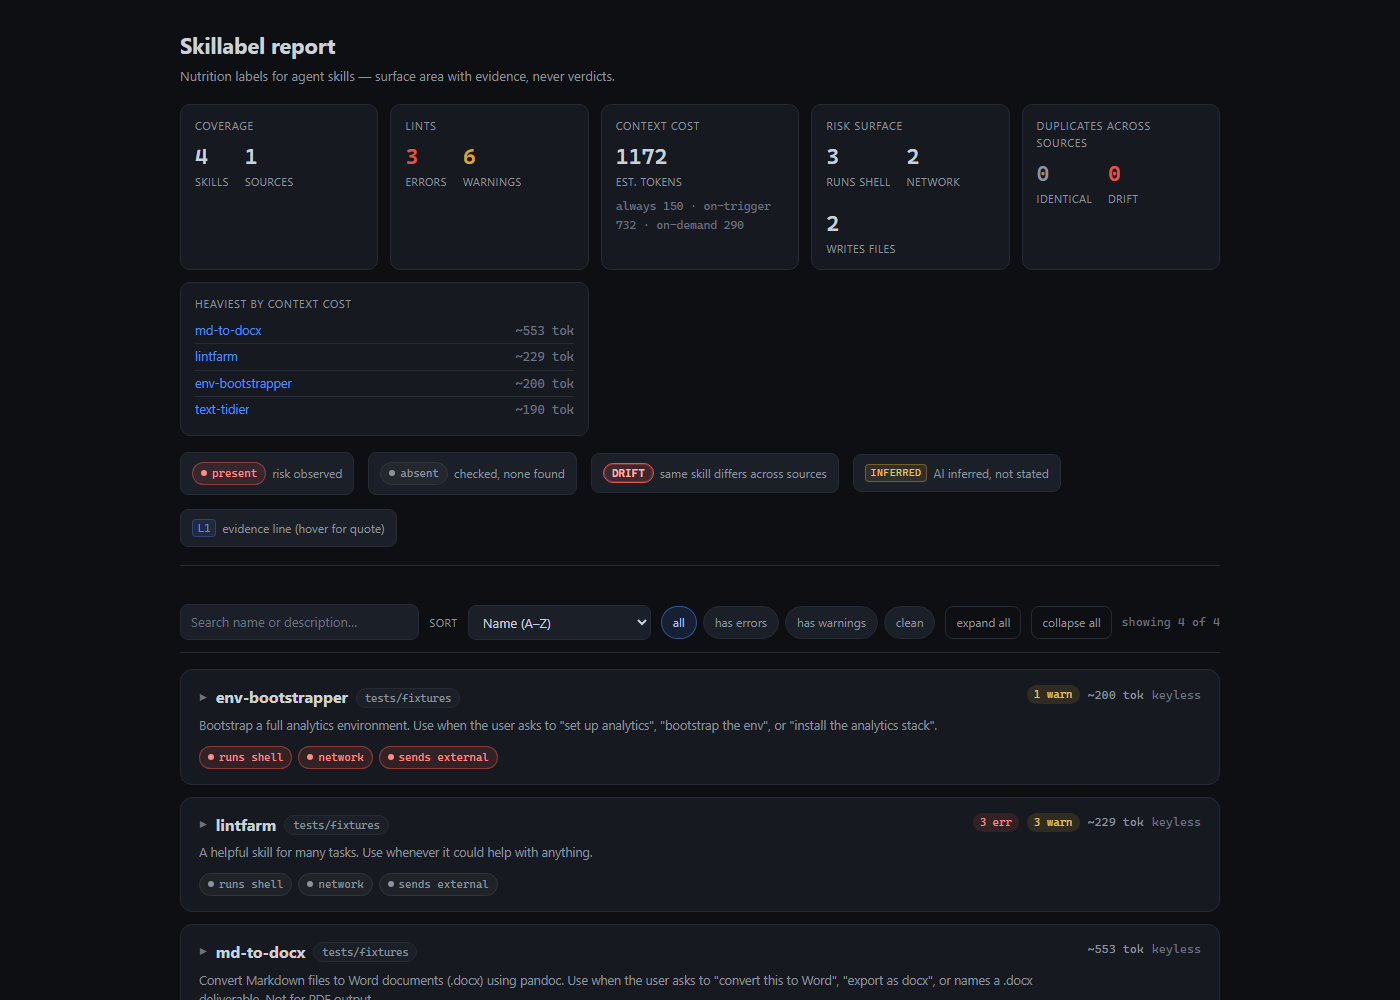 Skillabel report
Nutrition labels for agent skills — surface area with evidence, never verdicts.
COVERAGE
4 1
SKILLS SOURCES
LINTS
3 6
ERRORS WARNINGS
CONTEXT COST
1172
EST. TOKENS
always 150 · on-trigger
732 · on-demand 290
RISK SURFACE
3 2
RUNS SHELL NETWORK
2
WRITES FILES
DUPLICATES ACROSS
SOURCES
0 0
IDENTICAL DRIFT
HEAVIEST BY CONTEXT COST
md-to-docx ~553 tok
lintfarm ~229 tok
env-bootstrapper ~200 tok
text-tidier ~190 tok
present risk observed
absent checked, none found
DRIFT same skill differs across sources
INFERRED AI inferred, not stated
L1 evidence line (hover for quote)
Search name or description... SORT Name (A–Z) all has errors has warnings clean expand all collapse all showing 4 of 4
env-bootstrapper tests/fixtures 1 warn ~200 tok keyless
Bootstrap a full analytics environment. Use when the user asks to "set up analytics", "bootstrap the env", or "install the analytics stack".
runs shell network sends external
lintfarm tests/fixtures 3 err 3 warn ~229 tok keyless
A helpful skill for many tasks. Use whenever it could help with anything.
runs shell network sends external
md-to-docx tests/fixtures ~553 tok keyless
Convert Markdown files to Word documents (.docx) using pandoc. Use when the user asks to "convert this to Word", "export as docx", or names a .docx
deliverable. Not for PDF output.